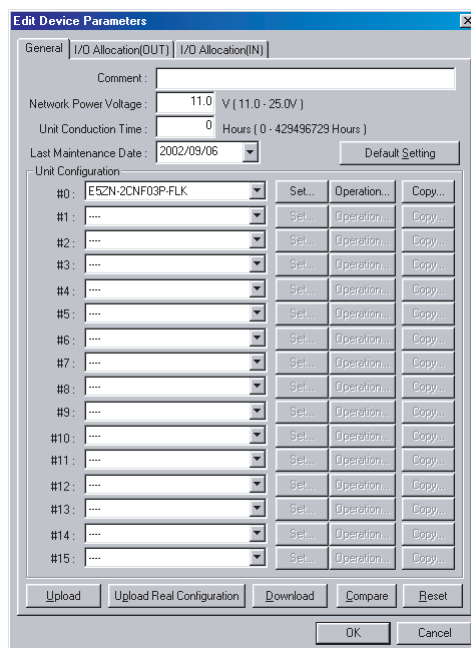 Edit Device Parameters
General I/O Allocation(OUT) I/O Allocation(IN)
Comment :
Network Power Voltage : 11.0 V ( 11.0 - 25.0V )
Unit Conduction Time : 0 Hours ( 0 - 429496729 Hours )
Last Maintenance Date : 2002/09/06 Default Setting
Unit Configuration
#0 : E5ZN-2CNF03P-FLK Set... Operation... Copy...
#1 : ---- Set... Operation... Copy...
#2 : ---- Set... Operation... Copy...
#3 : ---- Set... Operation... Copy...
#4 : ---- Set... Operation... Copy...
#5 : ---- Set... Operation... Copy...
#6 : ---- Set... Operation... Copy...
#7 : ---- Set... Operation... Copy...
#8 : ---- Set... Operation... Copy...
#9 : ---- Set... Operation... Copy...
#10 : ---- Set... Operation... Copy...
#11 : ---- Set... Operation... Copy...
#12 : ---- Set... Operation... Copy...
#13 : ---- Set... Operation... Copy...
#14 : ---- Set... Operation... Copy...
#15 : ---- Set... Operation... Copy...
Upload Upload Real Configuration Download Compare Reset
OK Cancel